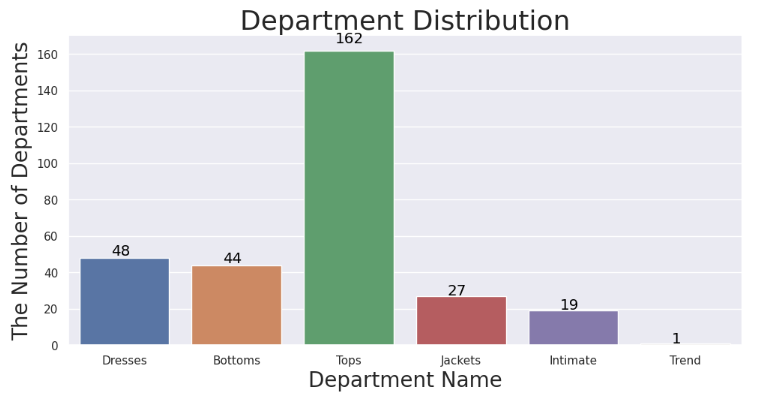 Department Distribution
The Number of Departments
160
140
120
100
80
60
40
20
0
48
44
162
27
19
1
Dresses
Bottoms
Tops
Jackets
Intimate
Trend
Department Name